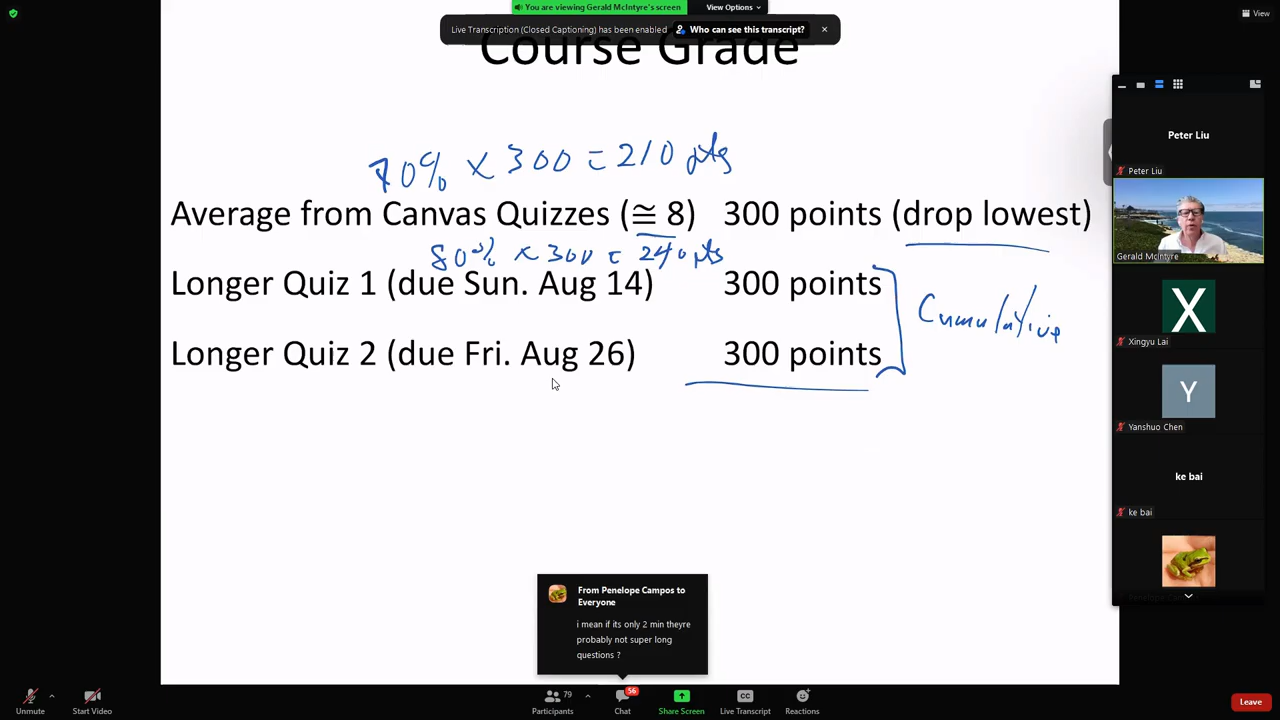 You are viewing Gerald McIntyre's screen
View Options
View
Live Transcription (Closed Captioning) has been enabled
Who can see this transcript?
Course Grade
70% × 300 = 210 pts
Average from Canvas Quizzes (≅ 8) 300 points (drop lowest)
80% × 300 = 240 pts
Longer Quiz 1 (due Sun. Aug 14) 300 points
Cumulative
Longer Quiz 2 (due Fri. Aug 26) 300 points
Peter Liu
Peter Liu
Gerald McIntyre
X
Xingyu Lai
Y
Yanshuo Chen
ke bai
ke bai
From Penelope Campos to
Everyone
i mean if its only 2 min theyre
probably not super long
questions ?
Unmute
Start Video
Participants 79
Chat 56
Share Screen
CC
Live Transcript
Reactions
Leave